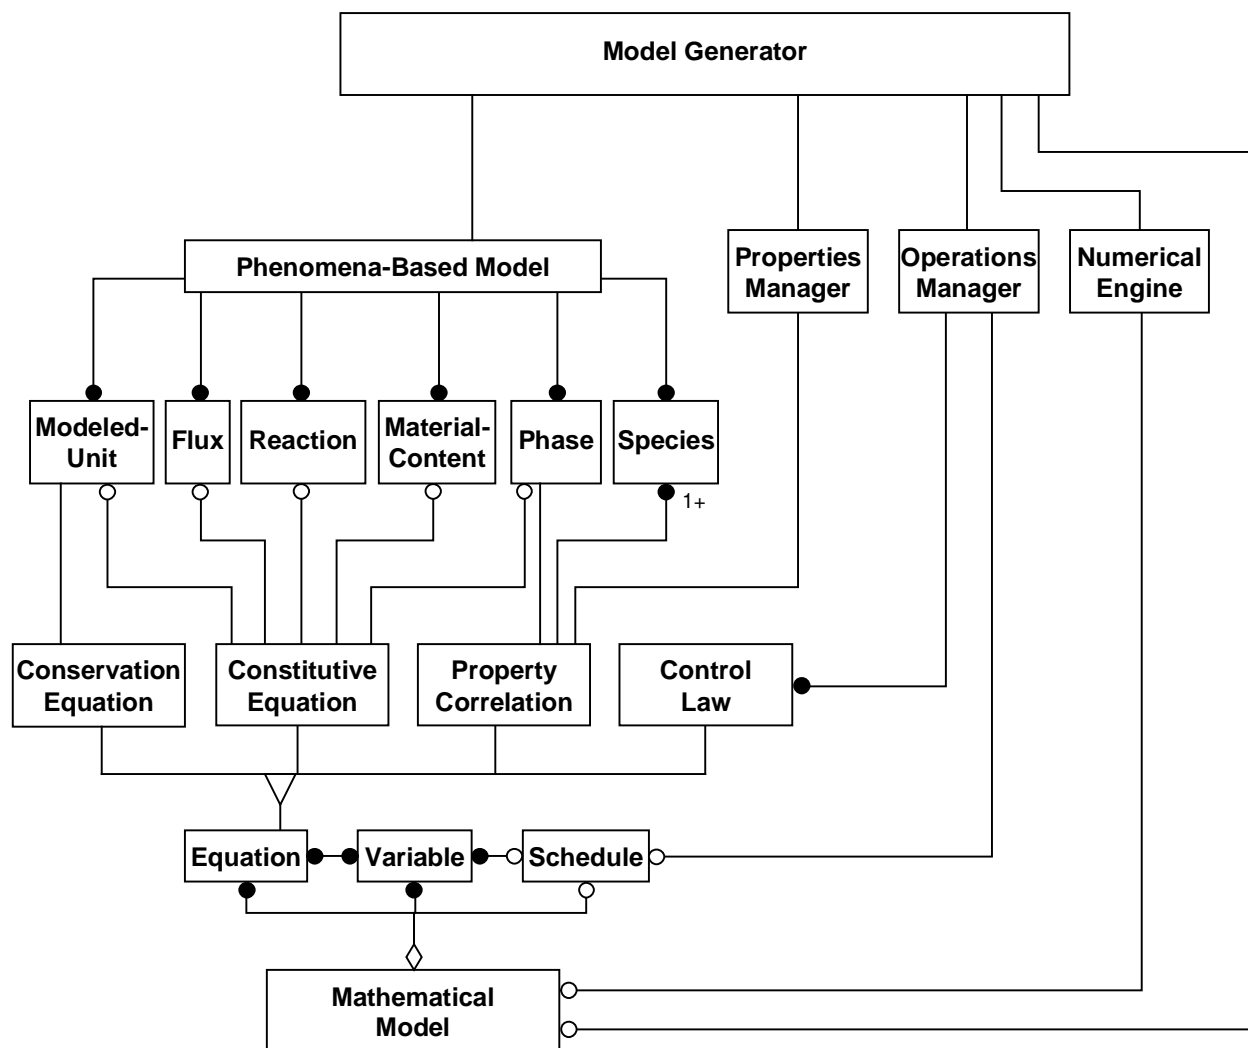 Model Generator
Phenomena-Based Model
Properties
Manager
Operations
Manager
Numerical
Engine
Modeled-
Unit
Flux
Reaction
Material-
Content
Phase
Species
1+
Conservation
Equation
Constitutive
Equation
Property
Correlation
Control
Law
Equation
Variable
Schedule
Mathematical
Model